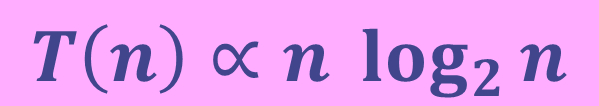 T(n) ∝ n log₂ n